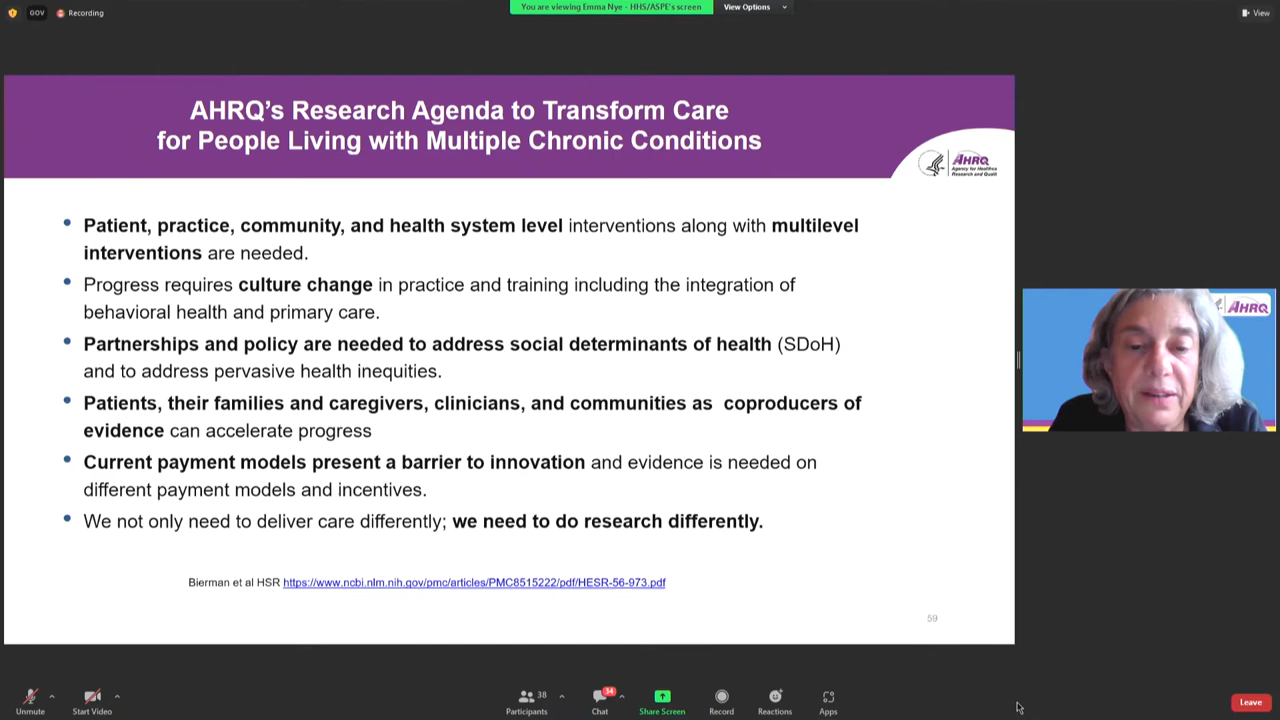 GOV
Recording
You are viewing Emma Nye - HHS/ASPE's screen
View Options
View
AHRQ's Research Agenda to Transform Care
for People Living with Multiple Chronic Conditions
AHRQ
Agency for Healthca
Research and Qualit
• Patient, practice, community, and health system level interventions along with multilevel
interventions are needed.
• Progress requires culture change in practice and training including the integration of
behavioral health and primary care.
• Partnerships and policy are needed to address social determinants of health (SDoH)
and to address pervasive health inequities.
• Patients, their families and caregivers, clinicians, and communities as coproducers of
evidence can accelerate progress
• Current payment models present a barrier to innovation and evidence is needed on
different payment models and incentives.
• We not only need to deliver care differently; we need to do research differently.
AHRQ
Bierman et al HSR https://www.ncbi.nlm.nih.gov/pmc/articles/PMC8515222/pdf/HESR-56-973.pdf
59
Unmute
Start Video
38
Participants
34
Chat
Share Screen
Record
Reactions
Apps
Leave